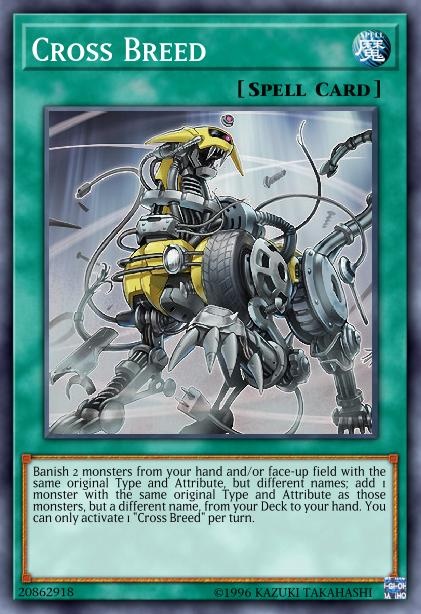 Cross Breed
SPELL
魔
[Spell Card]
Banish 2 monsters from your hand and/or face-up field with the
same original Type and Attribute, but different names; add 1
monster with the same original Type and Attribute as those
monsters, but a different name, from your Deck to your hand. You
can only activate 1 "Cross Breed" per turn.
20862918
©1996 KAZUKI TAKAHASHI